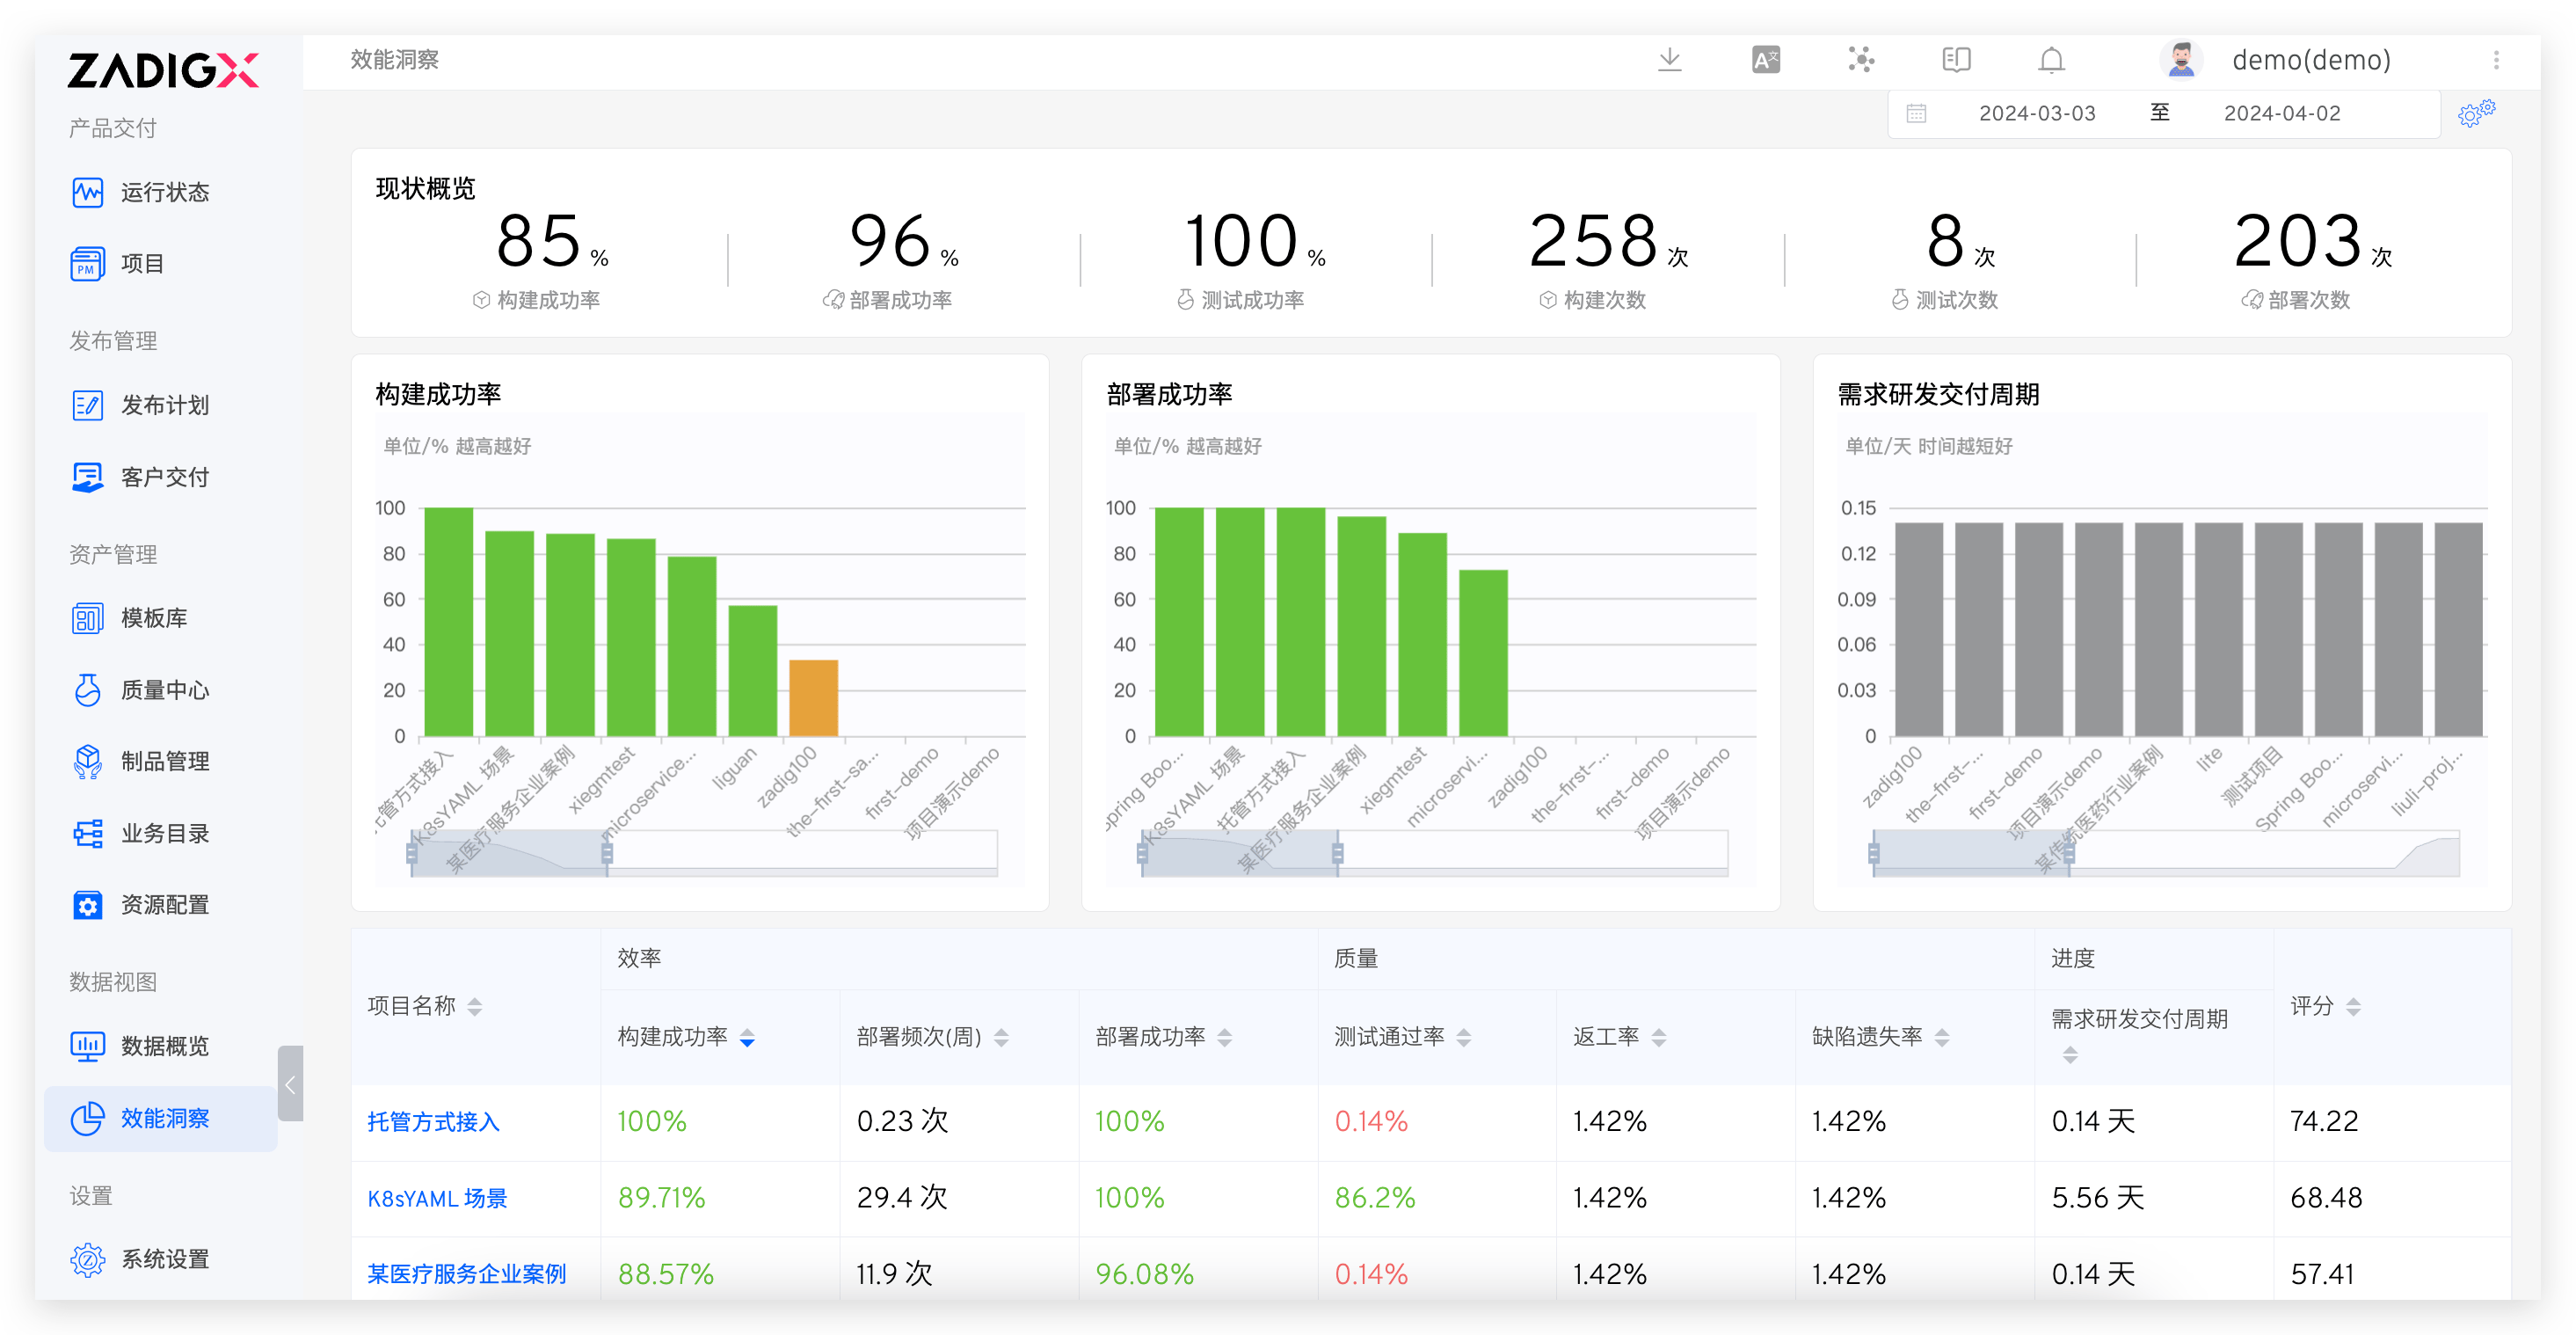 ZADIGX
产品交付
运行状态
PM
项目
发布管理
发布计划
客户交付
资产管理
模板库
质量中心
制品管理
业务目录
资源配置
数据视图
数据概览
效能洞察
设置
系统设置
效能洞察
demo(demo)
2024-03-03 至 2024-04-02
现状概览
85 % 96 % 100 % 258 次 8 次 203 次
构建成功率 部署成功率 测试成功率 构建次数 测试次数 部署次数
构建成功率
单位/% 越高越好
100
80
60
40
20
0
托管方式接入
K8sYAML 场景
某医疗服务企业案例
xiegmtest
microservice...
liguan
zadig100
the-first-sa...
first-demo
项目演示demo
部署成功率
单位/% 越高越好
100
80
60
40
20
0
Spring Boo...
K8sYAML 场景
托管方式接入
某医疗服务企业案例
xiegmtest
microservi...
zadig100
the-first-...
first-demo
项目演示demo
需求研发交付周期
单位/天 时间越短好
0.15
0.12
0.09
0.06
0.03
0
zadig100
the-first-...
first-demo
项目演示demo
某传统医药行业案例
lite
测试项目
Spring Boo...
microservi...
liuli-proj...
项目名称 效率 质量 进度 评分
构建成功率 部署频次(周) 部署成功率 测试通过率 返工率 缺陷遗失率 需求研发交付周期
托管方式接入 100% 0.23 次 100% 0.14% 1.42% 1.42% 0.14 天 74.22
K8sYAML 场景 89.71% 29.4 次 100% 86.2% 1.42% 1.42% 5.56 天 68.48
某医疗服务企业案例 88.57% 11.9 次 96.08% 0.14% 1.42% 1.42% 0.14 天 57.41